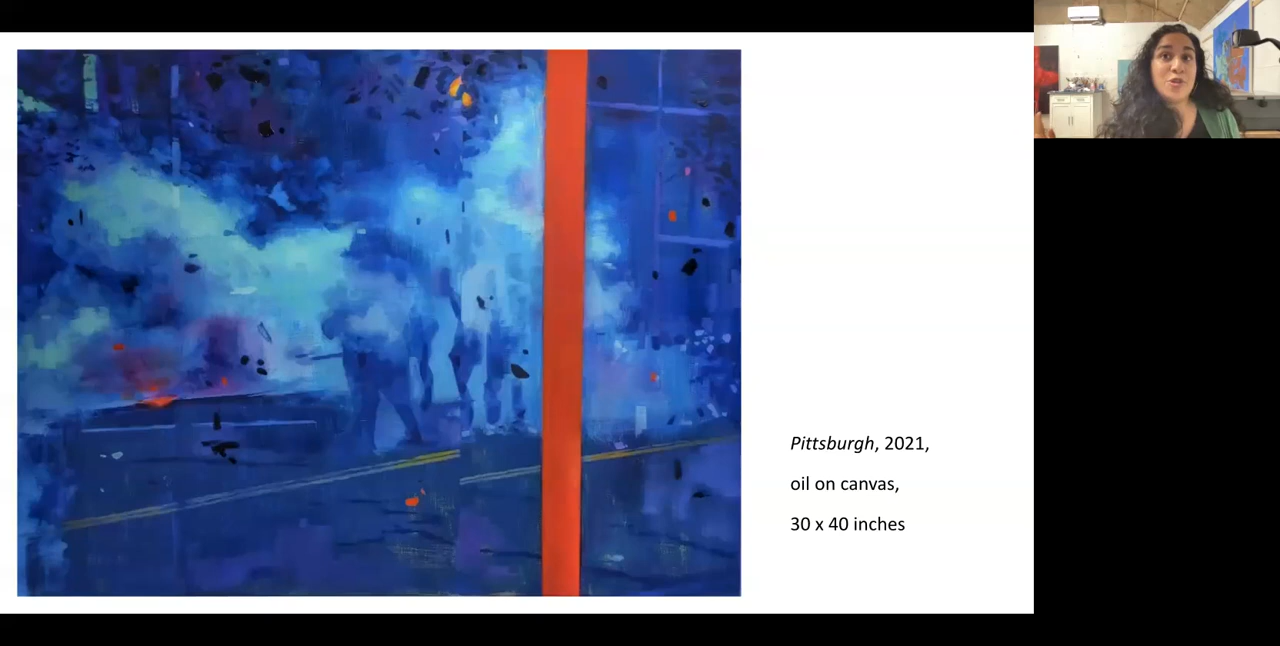 Pittsburgh, 2021,
oil on canvas,
30 x 40 inches